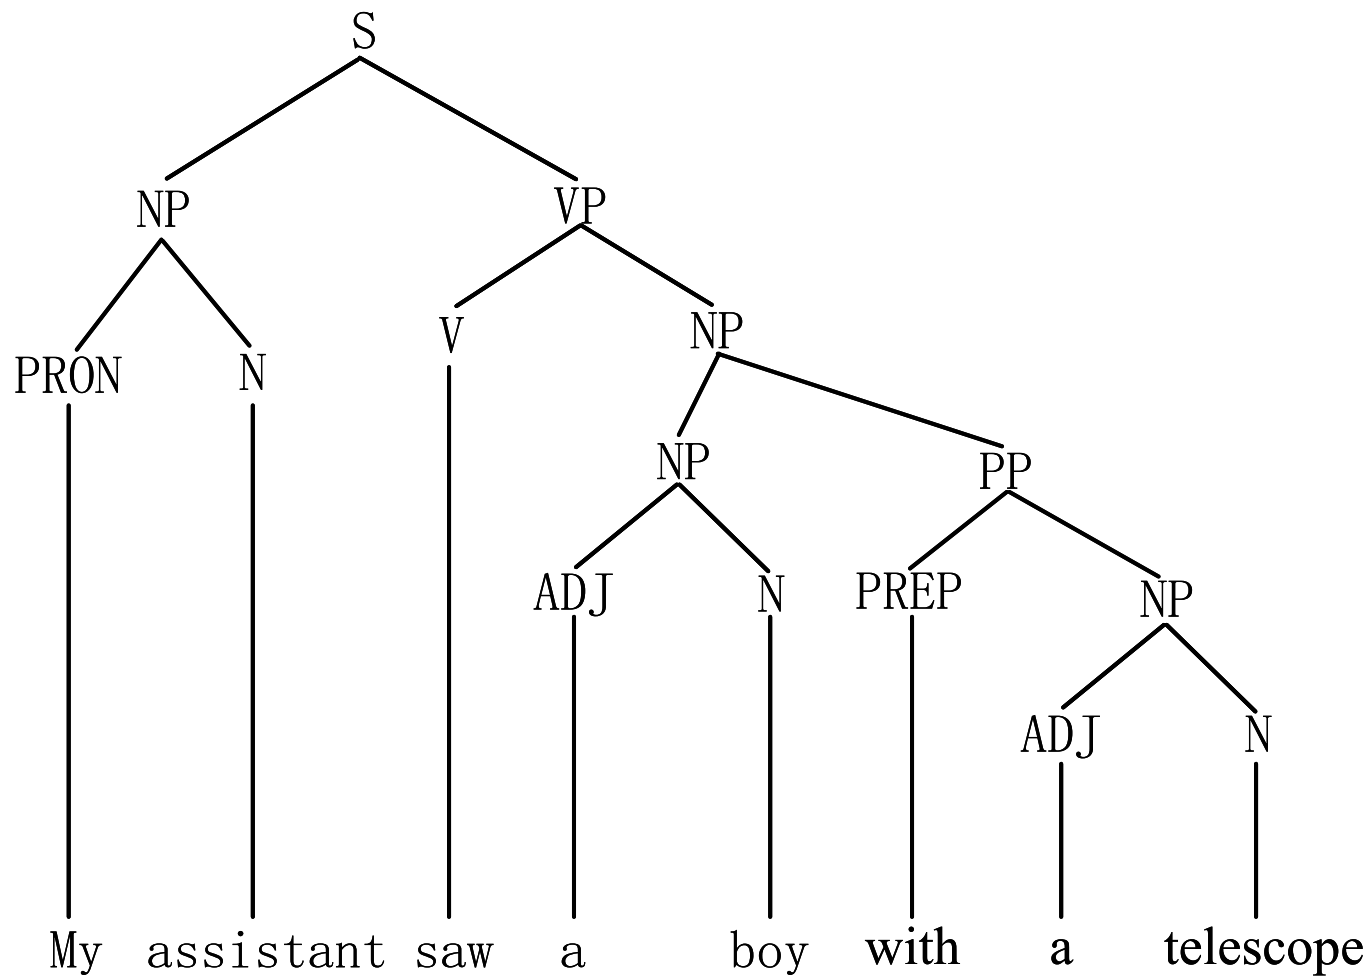 S
NP VP
V NP
PRON N
NP PP
ADJ N PREP NP
ADJ N
My assistant saw a boy with a telescope